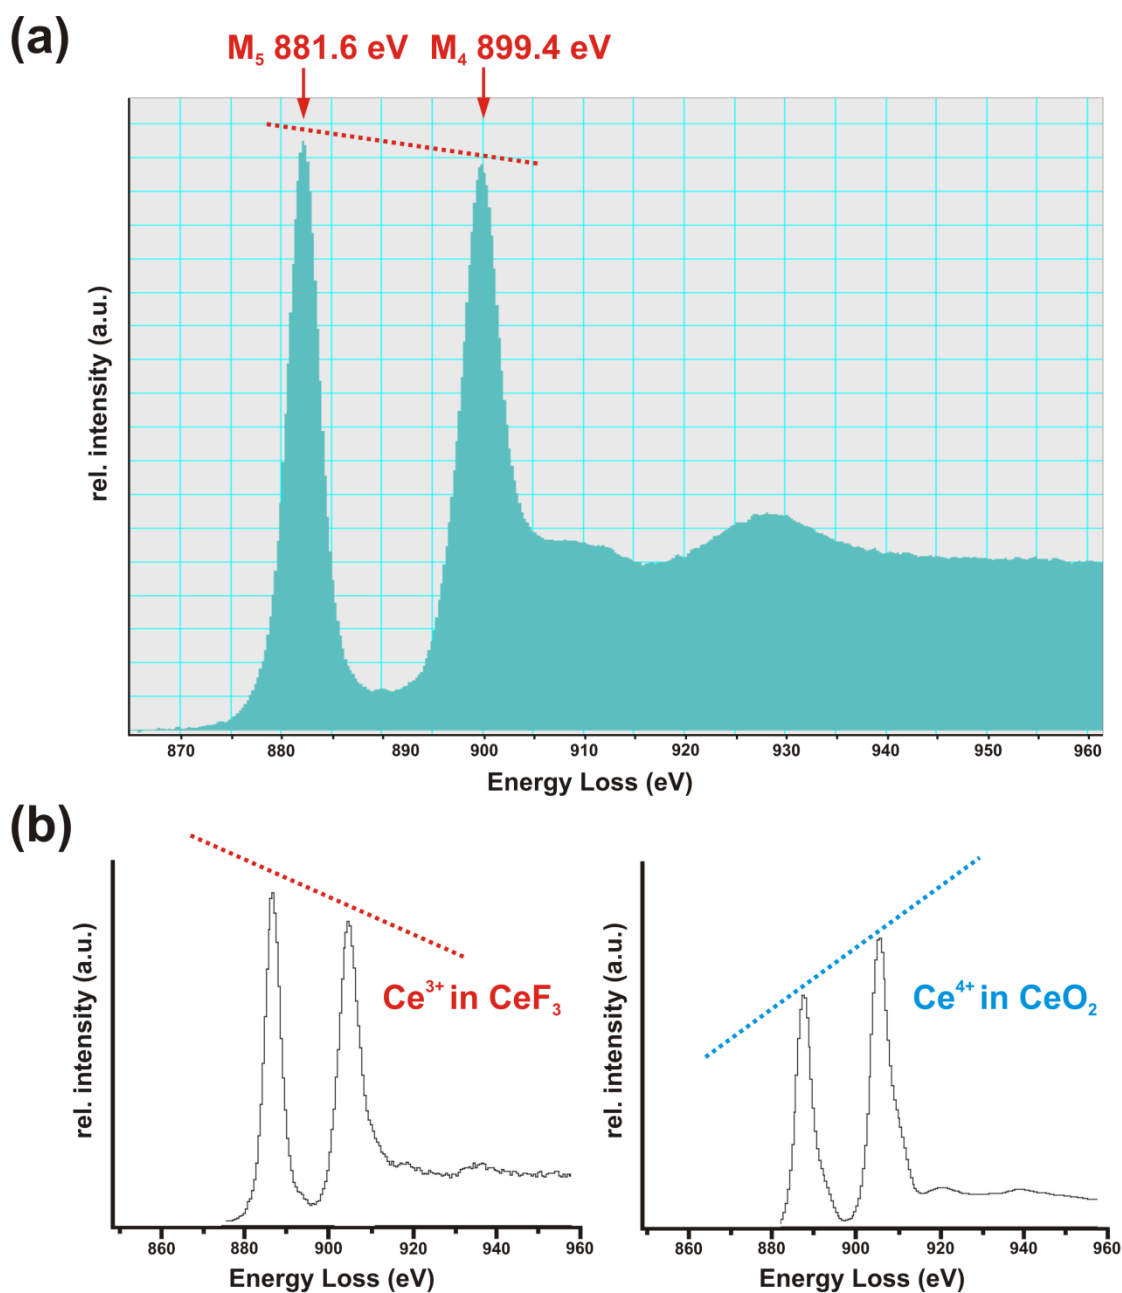 (a)
M₅ 881.6 eV M₄ 899.4 eV
rel. intensity (a.u.)
870 880 890 900 910 920 930 940 950 960
Energy Loss (eV)
(b)
rel. intensity (a.u.)
Ce³⁺ in CeF₃
860 880 900 920 940 960
Energy Loss (eV)
rel. intensity (a.u.)
Ce⁴⁺ in CeO₂
860 880 900 920 940 960
Energy Loss (eV)